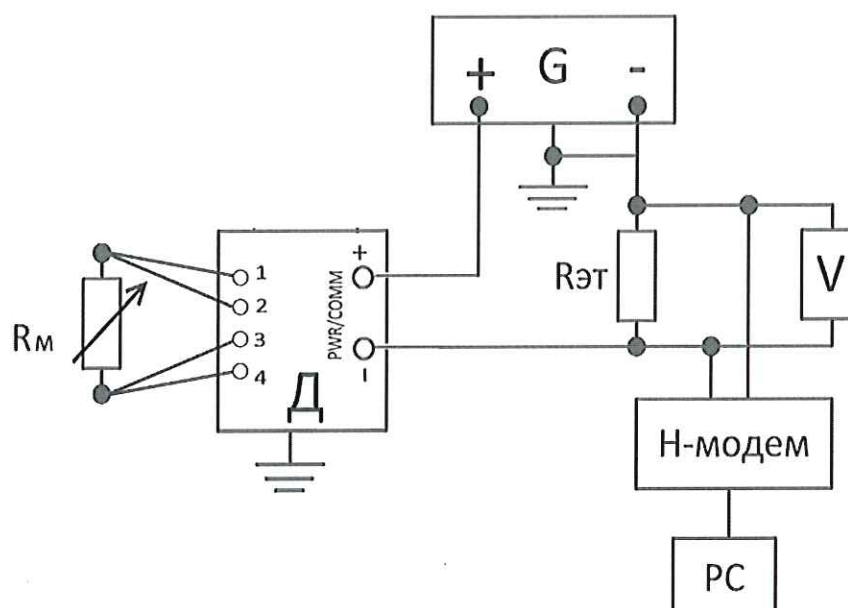 + G -
Rм
1
2
3
4
+
PWR/COMM
-
Д
Rэт
V
Н-модем
PC